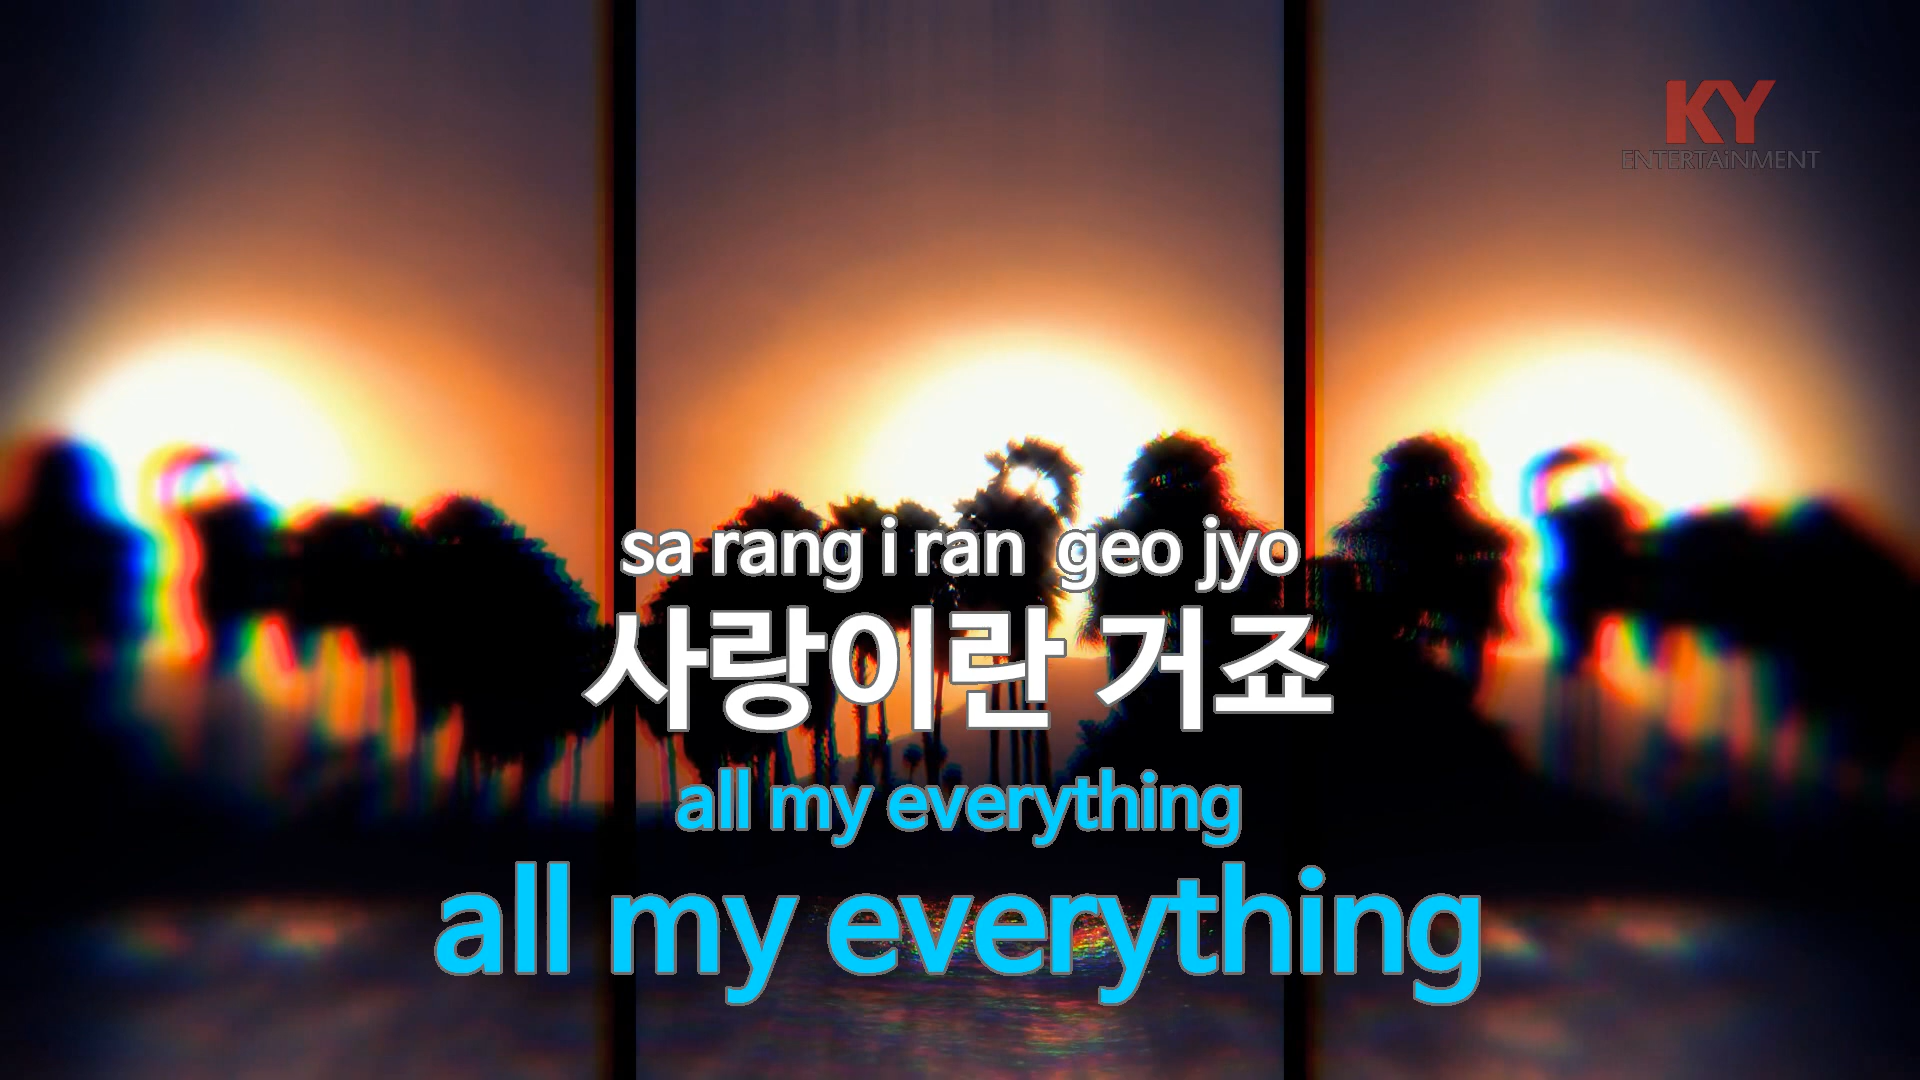 KY
ENTERTAiNMENT
sa rang i ran geo jyo
사랑이란 거죠
all my everything
all my everything